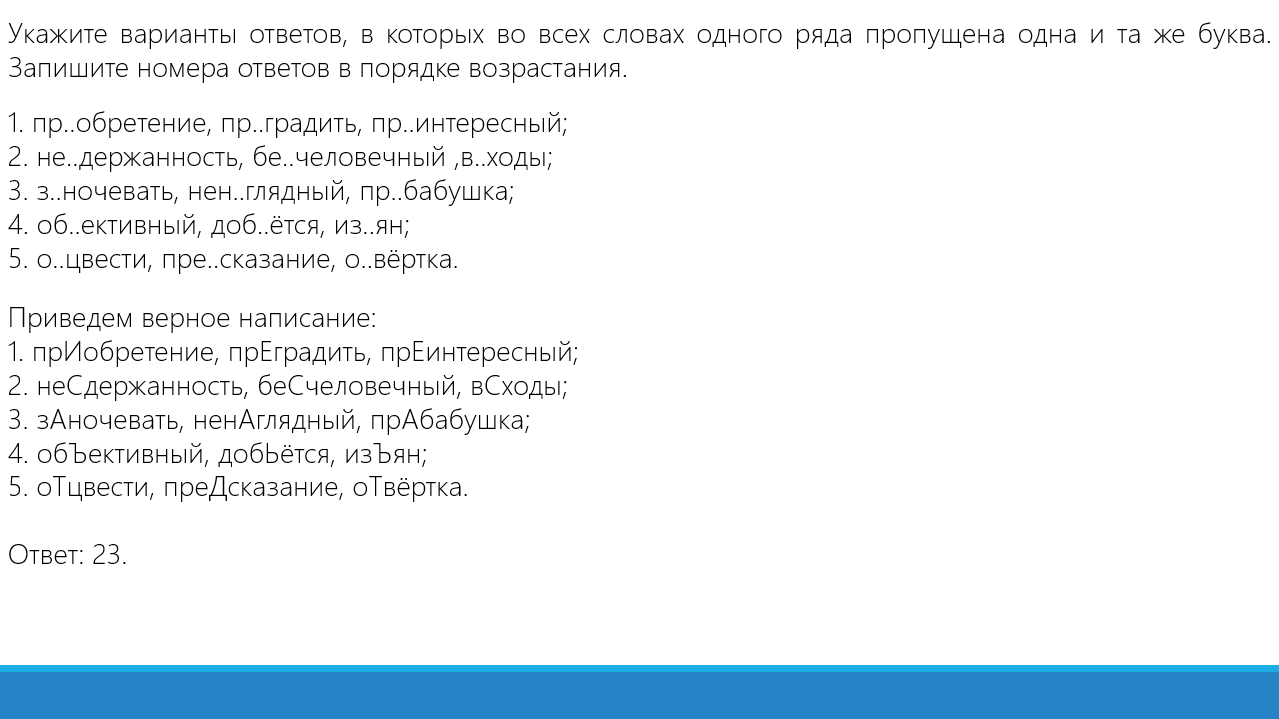 Укажите варианты ответов, в которых во всех словах одного ряда пропущена одна и та же буква.
Запишите номера ответов в порядке возрастания.
1. пр..обретение, пр..градить, пр..интересный;
2. не..держанность, бе..человечный ,в..ходы;
3. з..ночевать, нен..глядный, пр..бабушка;
4. об..ективный, доб..ётся, из..ян;
5. о..цвести, пре..сказание, о..вёртка.
Приведем верное написание:
1. прИобретение, прЕградить, прЕинтересный;
2. неСдержанность, беСчеловечный, вСходы;
3. зАночевать, ненАглядный, прАбабушка;
4. обЪективный, добЬётся, изЪян;
5. оТцвести, преДсказание, оТвёртка.
Ответ: 23.